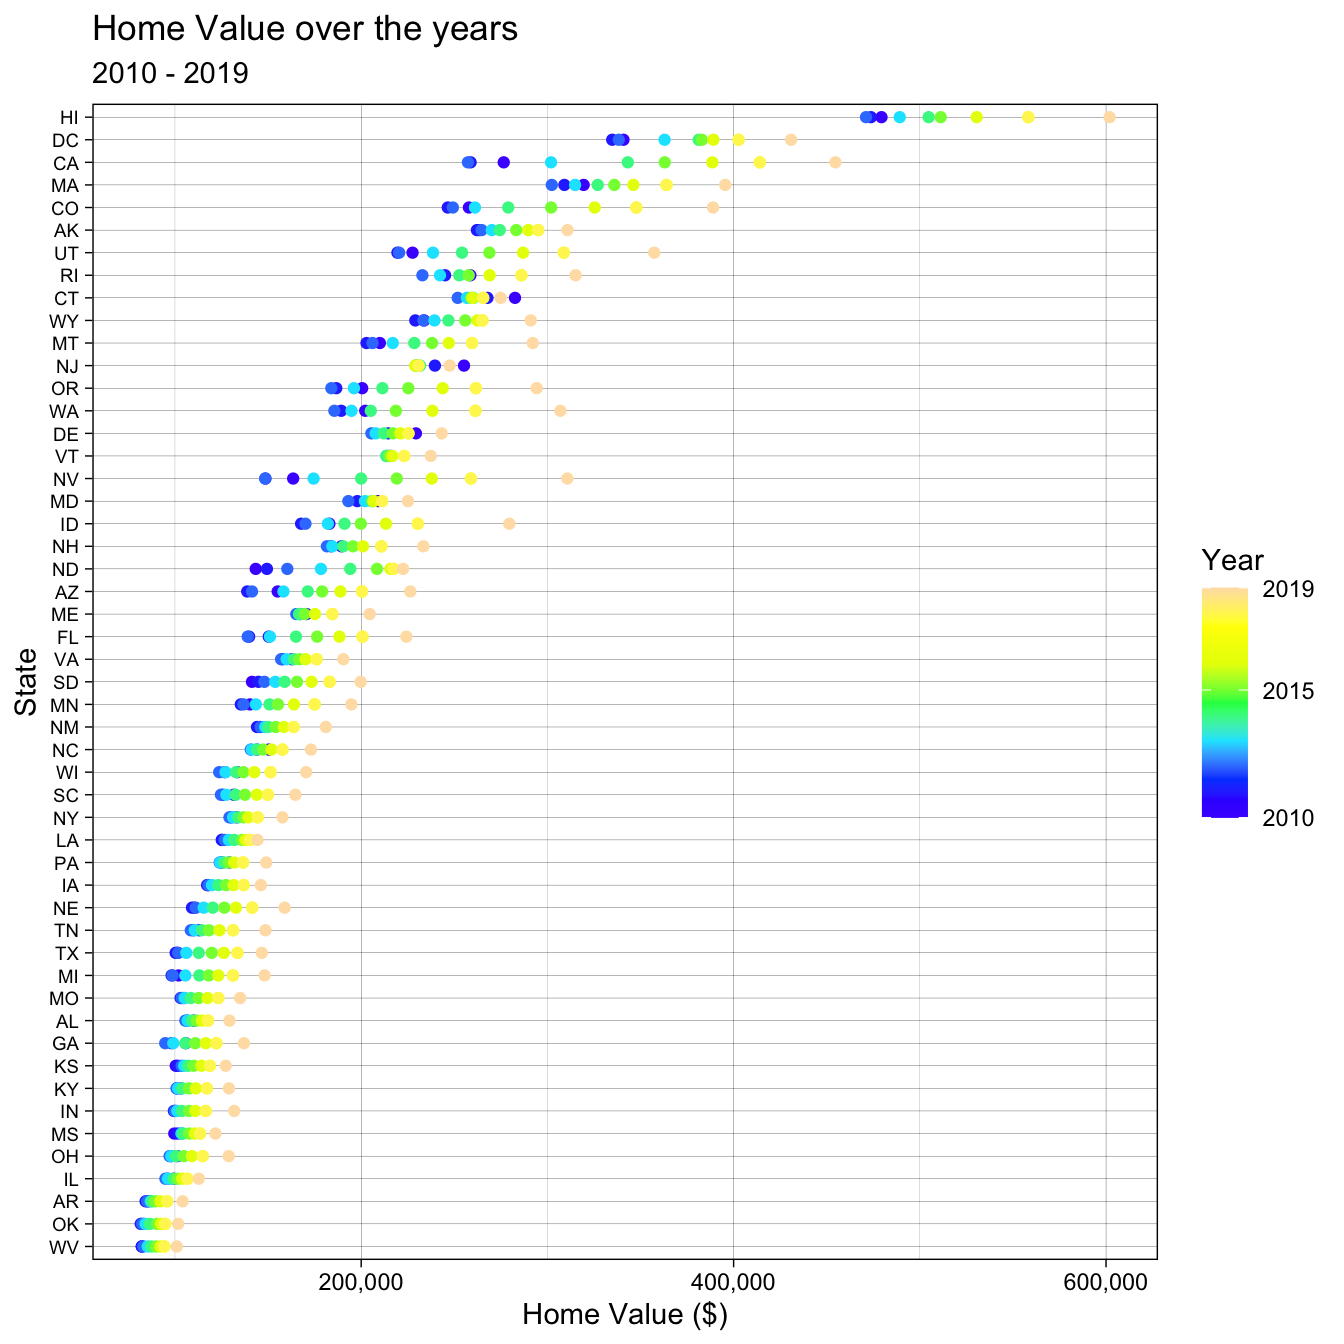 Home Value over the years
2010 - 2019
State
HI
DC
CA
MA
CO
AK
UT
RI
CT
WY
MT
NJ
OR
WA
DE
VT
NV
MD
ID
NH
ND
AZ
ME
FL
VA
SD
MN
NM
NC
WI
SC
NY
LA
PA
IA
NE
TN
TX
MI
MO
AL
GA
KS
KY
IN
MS
OH
IL
AR
OK
WV
200,000
400,000
600,000
Home Value ($)
Year
2019
2015
2010